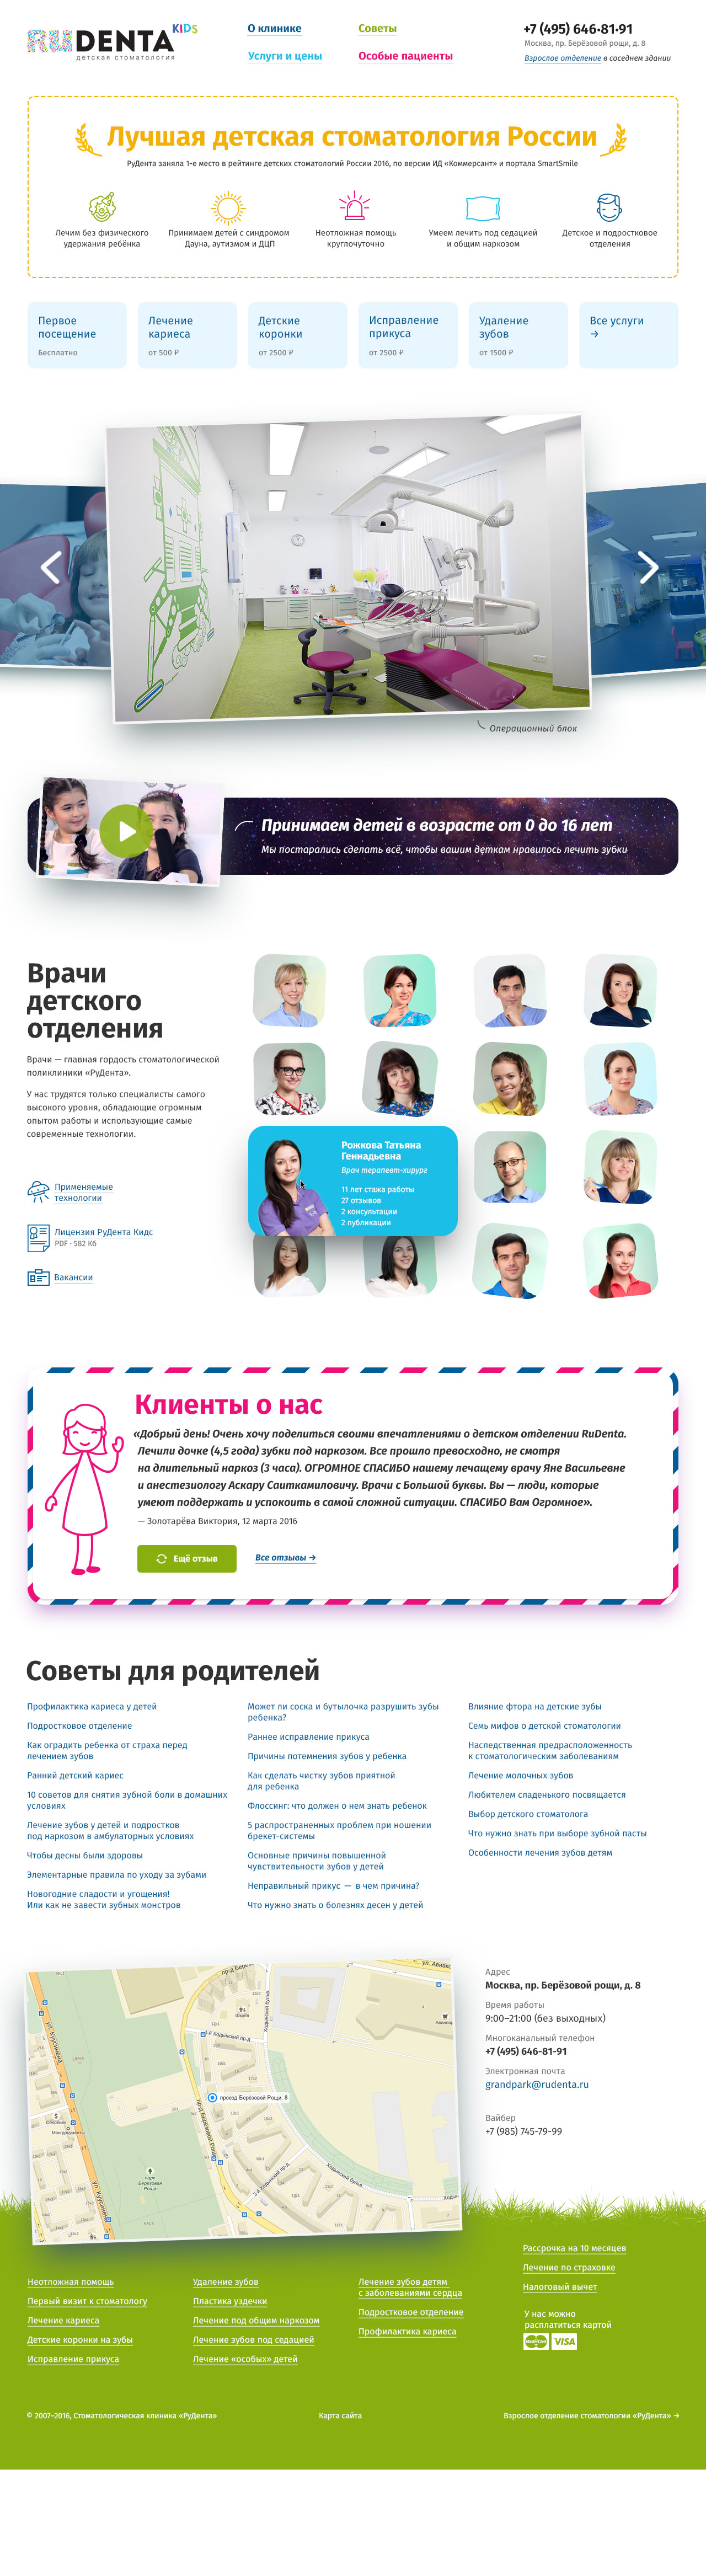 RUDENTA KIDS
детская стоматология
О клинике
Советы
Услуги и цены
Особые пациенты
+7 (495) 646·81·91
Москва, пр. Берёзовой рощи, д. 8
Взрослое отделение в соседнем здании
Лучшая детская стоматология России
РуДента заняла 1-е место в рейтинге детских стоматологий России 2016, по версии ИД «Коммерсант» и портала SmartSmile
Лечим без физического
удержания ребёнка
Принимаем детей с синдромом
Дауна, аутизмом и ДЦП
Неотложная помощь
круглочуточно
Умеем лечить под седацией
и общим наркозом
Детское и подростковое
отделения
Первое
посещение
Бесплатно
Лечение
кариеса
от 500 ₽
Детские
коронки
от 2500 ₽
Исправление
прикуса
от 2500 ₽
Удаление
зубов
от 1500 ₽
Все услуги
→
Операционный блок
Принимаем детей в возрасте от 0 до 16 лет
Мы постарались сделать всё, чтобы вашим деткам нравилось лечить зубки
Врачи
детского
отделения
Врачи — главная гордость стоматологической
поликлиники «РуДента».
У нас трудятся только специалисты самого
высокого уровня, обладающие огромным
опытом работы и использующие самые
современные технологии.
Применяемые
технологии
Лицензия РуДента Кидс
PDF · 582 Кб
Вакансии
Рожкова Татьяна
Геннадьевна
Врач терапевт-хирург
11 лет стажа работы
27 отзывов
2 консультации
2 публикации
Клиенты о нас
«Добрый день! Очень хочу поделиться своими впечатлениями о детском отделении RuDenta.
Лечили дочке (4,5 года) зубки под наркозом. Все прошло превосходно, не смотря
на длительный наркоз (3 часа). ОГРОМНОЕ СПАСИБО нашему лечащему врачу Яне Васильевне
и анестезиологу Аскару Саиткамиловичу. Врачи с Большой буквы. Вы — люди, которые
умеют поддержать и успокоить в самой сложной ситуации. СПАСИБО Вам Огромное».
— Золотарёва Виктория, 12 марта 2016
Ещё отзыв
Все отзывы →
Советы для родителей
Профилактика кариеса у детей
Подростковое отделение
Как оградить ребенка от страха перед
лечением зубов
Ранний детский кариес
10 советов для снятия зубной боли в домашних
условиях
Лечение зубов у детей и подростков
под наркозом в амбулаторных условиях
Чтобы десны были здоровы
Элементарные правила по уходу за зубами
Новогодние сладости и угощения!
Или как не завести зубных монстров
Может ли соска и бутылочка разрушить зубы
ребенка?
Раннее исправление прикуса
Причины потемнения зубов у ребенка
Как сделать чистку зубов приятной
для ребенка
Флоссинг: что должен о нем знать ребенок
5 распространенных проблем при ношении
брекет-системы
Основные причины повышенной
чувствительности зубов у детей
Неправильный прикус — в чем причина?
Что нужно знать о болезнях десен у детей
Влияние фтора на детские зубы
Семь мифов о детской стоматологии
Наследственная предрасположенность
к стоматологическим заболеваниям
Лечение молочных зубов
Любителем сладенького посвящается
Выбор детского стоматолога
Что нужно знать при выборе зубной пасты
Особенности лечения зубов детям
проезд Берёзовой Рощи, 8
ул. Куусинена
пр-д Берёзовой Рощи
Школа
Сбербанк
Мои документы
парк
Березовая
Роща
3-й Ходынский пр-д
Ходынский бульв.
Адрес
Москва, пр. Берёзовой рощи, д. 8
Время работы
9:00–21:00 (без выходных)
Многоканальный телефон
+7 (495) 646-81-91
Электронная почта
grandpark@rudenta.ru
Вайбер
+7 (985) 745-79-99
Рассрочка на 10 месяцев
Лечение по страховке
Налоговый вычет
У нас можно
расплатиться картой
MasterCard VISA
Неотложная помощь
Первый визит к стоматологу
Лечение кариеса
Детские коронки на зубы
Исправление прикуса
Удаление зубов
Пластика уздечки
Лечение под общим наркозом
Лечение зубов под седацией
Лечение «особых» детей
Лечение зубов детям
с заболеваниями сердца
Подростковое отделение
Профилактика кариеса
© 2007–2016, Стоматологическая клиника «РуДента»
Карта сайта
Взрослое отделение стоматологии «РуДента» →